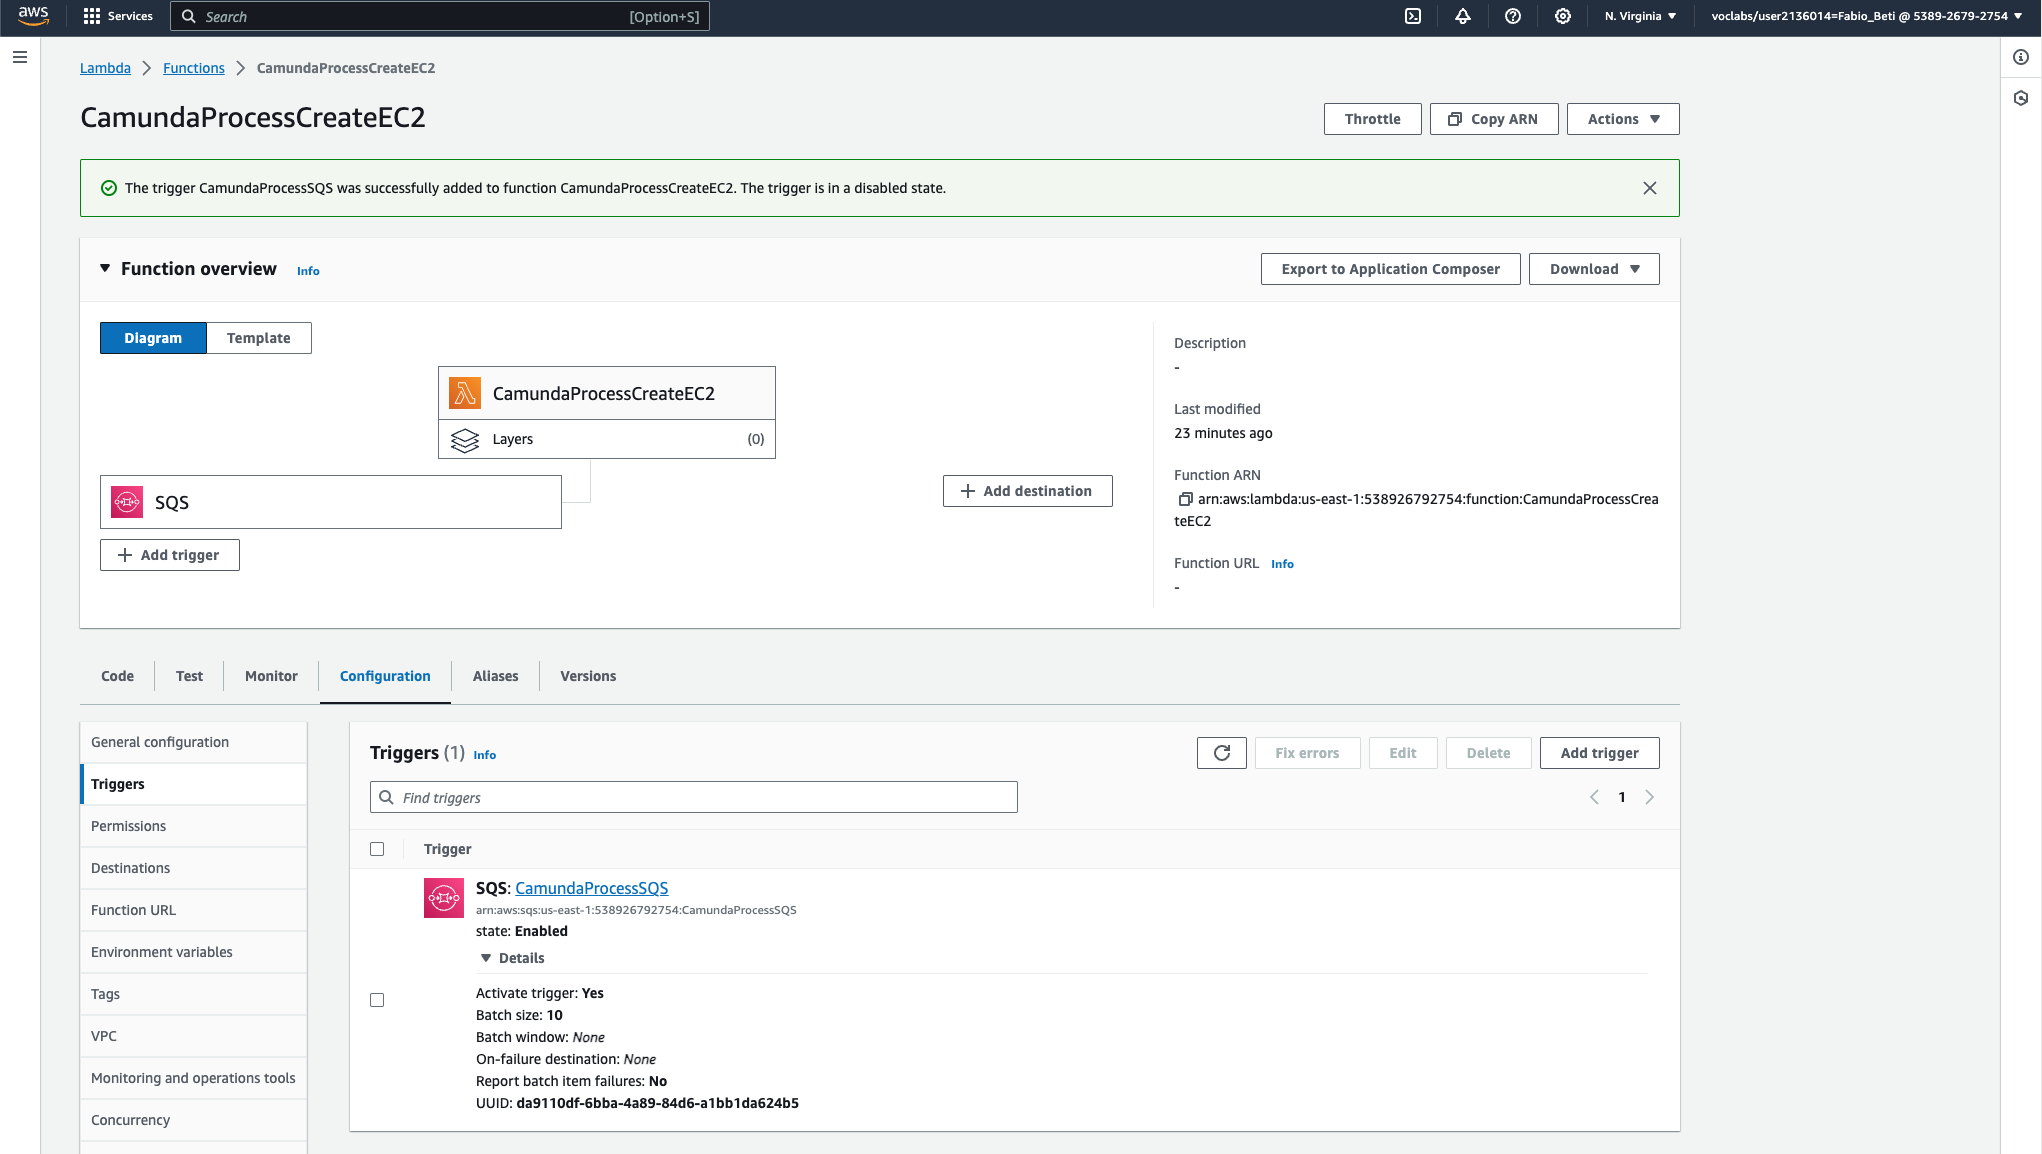 aws
Services
Search
[Option+S]
N. Virginia
voclabs/user2136014=Fabio_Beti @ 5389-2679-2754
Lambda
Functions
CamundaProcessCreateEC2
CamundaProcessCreateEC2
Throttle
Copy ARN
Actions
The trigger CamundaProcessSQS was successfully added to function CamundaProcessCreateEC2. The trigger is in a disabled state.
Function overview
Info
Export to Application Composer
Download
Diagram
Template
CamundaProcessCreateEC2
Layers
(0)
SQS
Add trigger
Add destination
Description
-
Last modified
23 minutes ago
Function ARN
arn:aws:lambda:us-east-1:538926792754:function:CamundaProcessCrea
teEC2
Function URL
Info
-
Code
Test
Monitor
Configuration
Aliases
Versions
General configuration
Triggers
Permissions
Destinations
Function URL
Environment variables
Tags
VPC
Monitoring and operations tools
Concurrency
Triggers (1)
Info
Fix errors
Edit
Delete
Add trigger
Find triggers
1
Trigger
SQS: CamundaProcessSQS
arn:aws:sqs:us-east-1:538926792754:CamundaProcessSQS
state: Enabled
Details
Activate trigger: Yes
Batch size: 10
Batch window: None
On-failure destination: None
Report batch item failures: No
UUID: da9110df-6bba-4a89-84d6-a1bb1da624b5